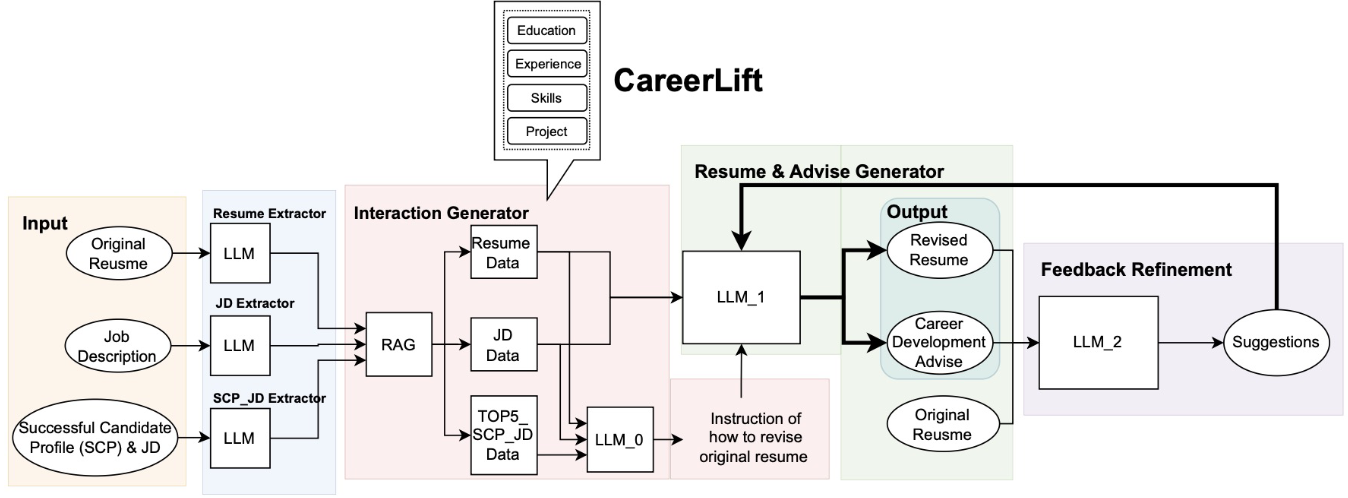 Education
Experience
Skills
Project
CareerLift
Input
Original
Reusme
Job
Description
Successful Candidate
Profile (SCP) & JD
Resume Extractor
LLM
JD Extractor
LLM
SCP_JD Extractor
LLM
Interaction Generator
RAG
Resume
Data
JD
Data
TOP5_
SCP_JD
Data
LLM_0
Instruction of
how to revise
original resume
Resume & Advise Generator
LLM_1
Output
Revised
Resume
Career
Development
Advise
Original
Reusme
Feedback Refinement
LLM_2
Suggestions